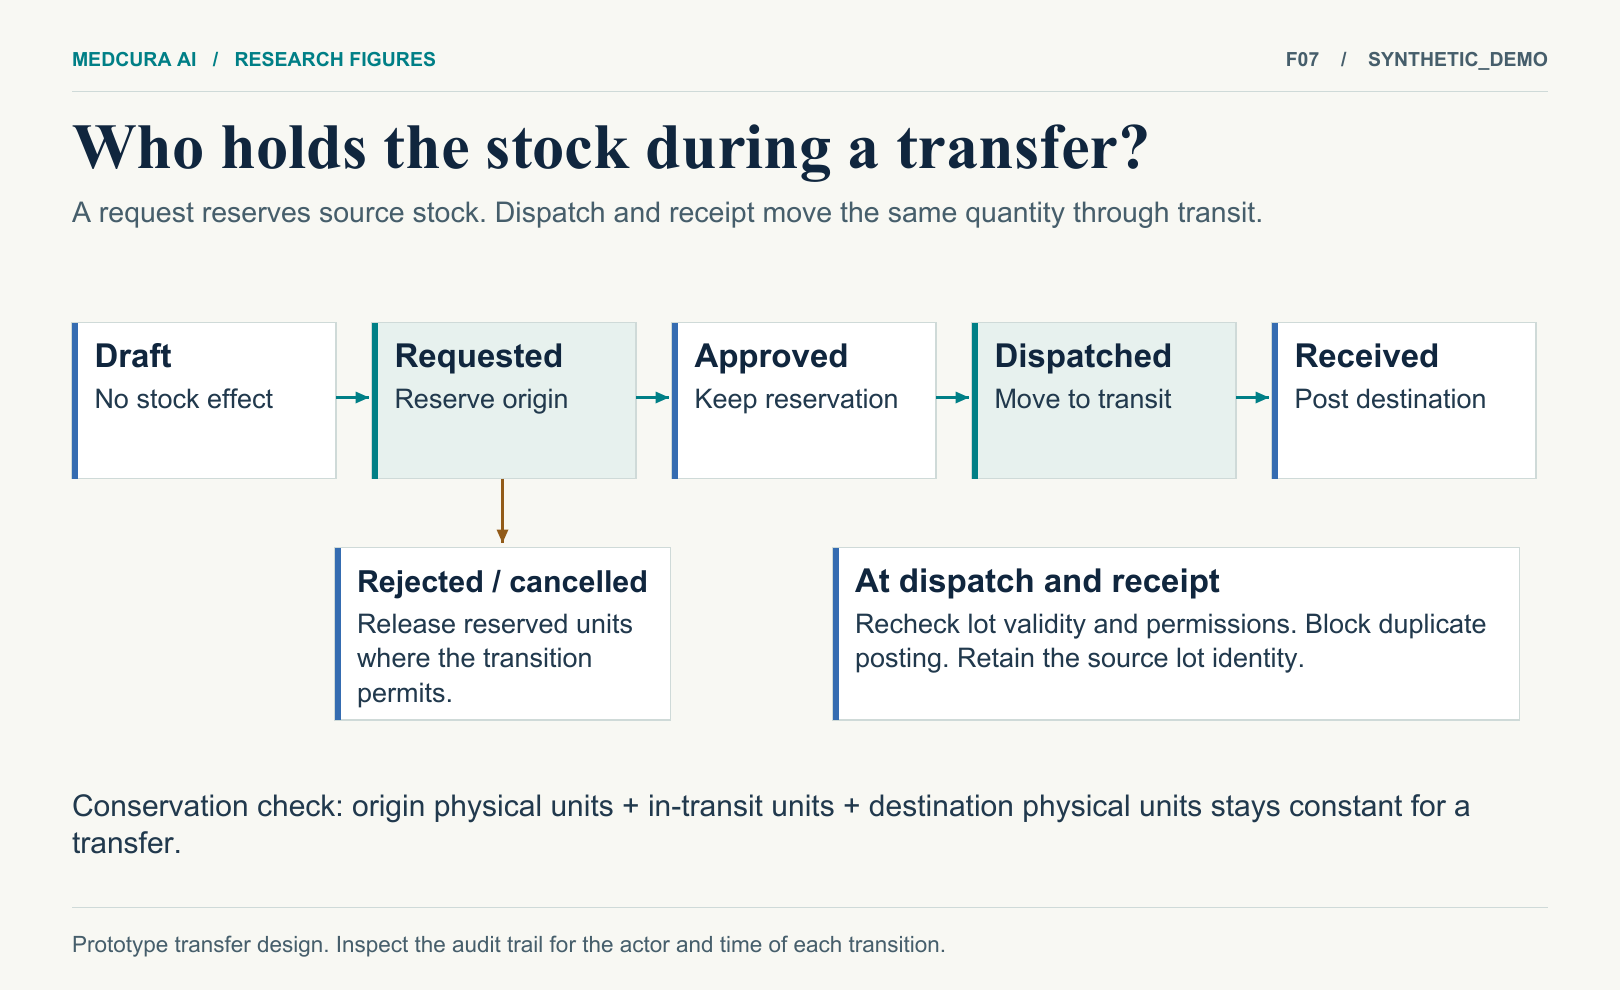 MEDCURA AI / RESEARCH FIGURES
F07 / SYNTHETIC_DEMO
Who holds the stock during a transfer?
A request reserves source stock. Dispatch and receipt move the same quantity through transit.
Draft
No stock effect
Requested
Reserve origin
Approved
Keep reservation
Dispatched
Move to transit
Received
Post destination
Rejected / cancelled
Release reserved units
where the transition
permits.
At dispatch and receipt
Recheck lot validity and permissions. Block duplicate
posting. Retain the source lot identity.
Conservation check: origin physical units + in-transit units + destination physical units stays constant for a
transfer.
Prototype transfer design. Inspect the audit trail for the actor and time of each transition.